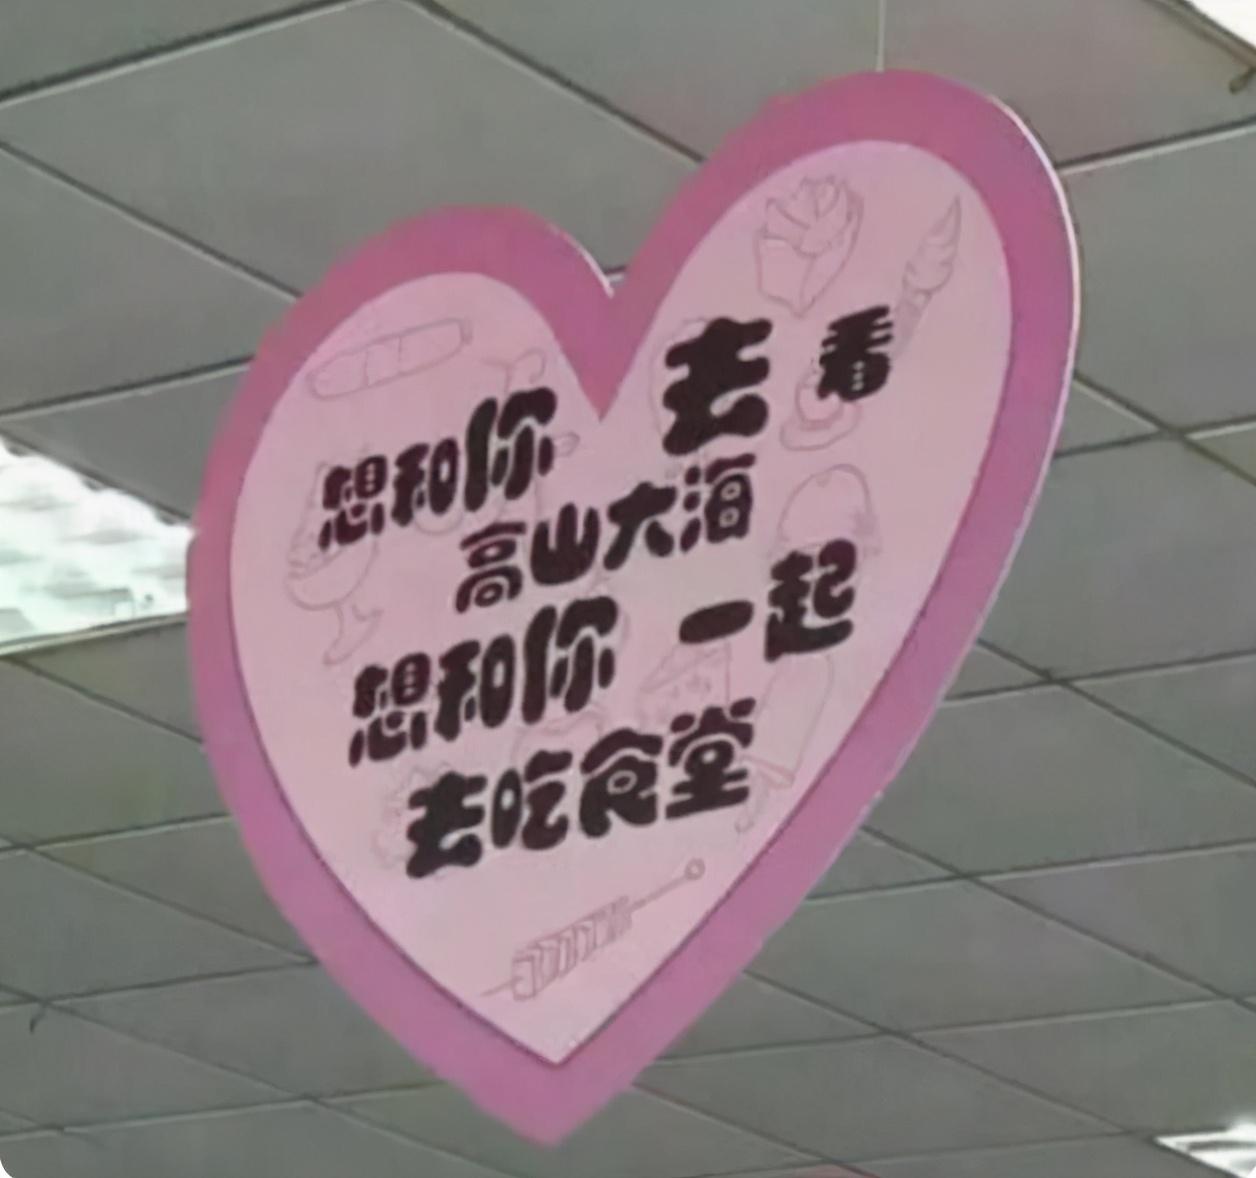 想和你 去看
高山大海
想和你 一起
去吃食堂